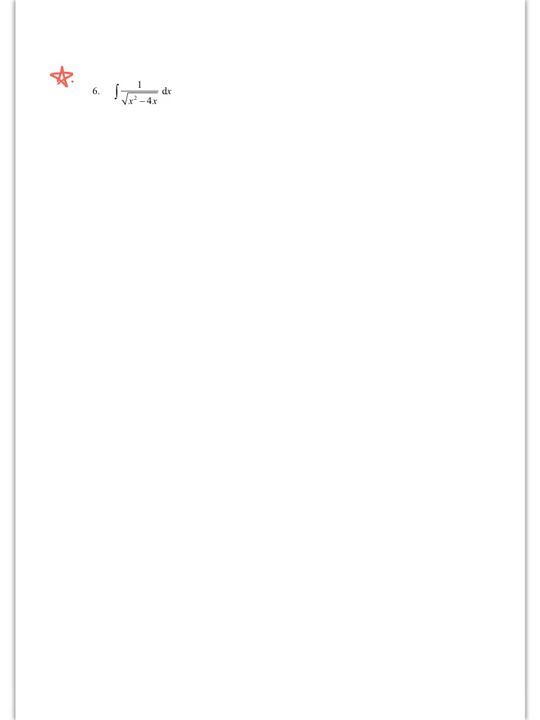 6. ∫ 1/√(x² − 4x) dx